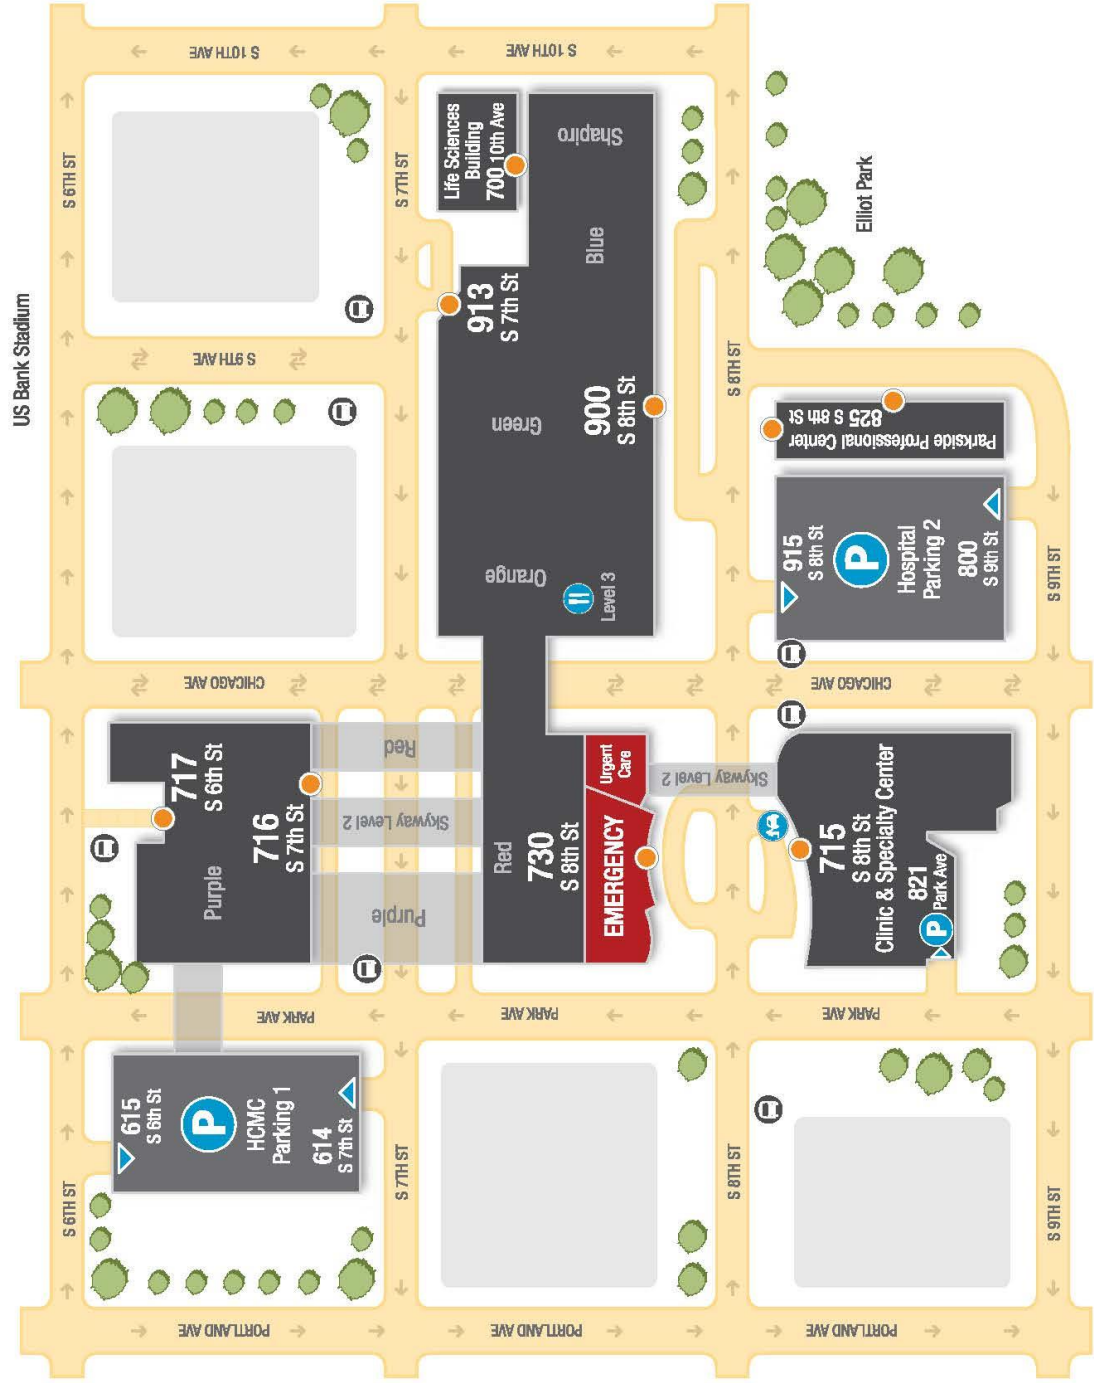 US Bank Stadium
S 6TH ST
S 6TH ST
S 10TH AVE
S 10TH AVE
S 9TH AVE
CHICAGO AVE
CHICAGO AVE
PARK AVE
PARK AVE
PARK AVE
PORTLAND AVE
PORTLAND AVE
PORTLAND AVE
S 7TH ST
S 7TH ST
S 8TH ST
S 8TH ST
S 9TH ST
S 9TH ST
615
S 6th St
P
HCMC
Parking 1
614
S 7th St
717
S 6th St
Purple
716
S 7th St
Purple
Skyway Level 2
Red
Red
730
S 8th St
EMERGENCY
Urgent
Care
Skyway Level 2
715
S 8th St
Clinic & Specialty Center
821
Park Ave
P
Orange
Level 3
Green
900
S 8th St
913
S 7th St
Blue
Shapiro
Life Sciences
Building
700 10th Ave
915
S 8th St
P
Hospital
Parking 2
800
S 9th St
Parkside Professional Center
825 S 8th St
Elliot Park